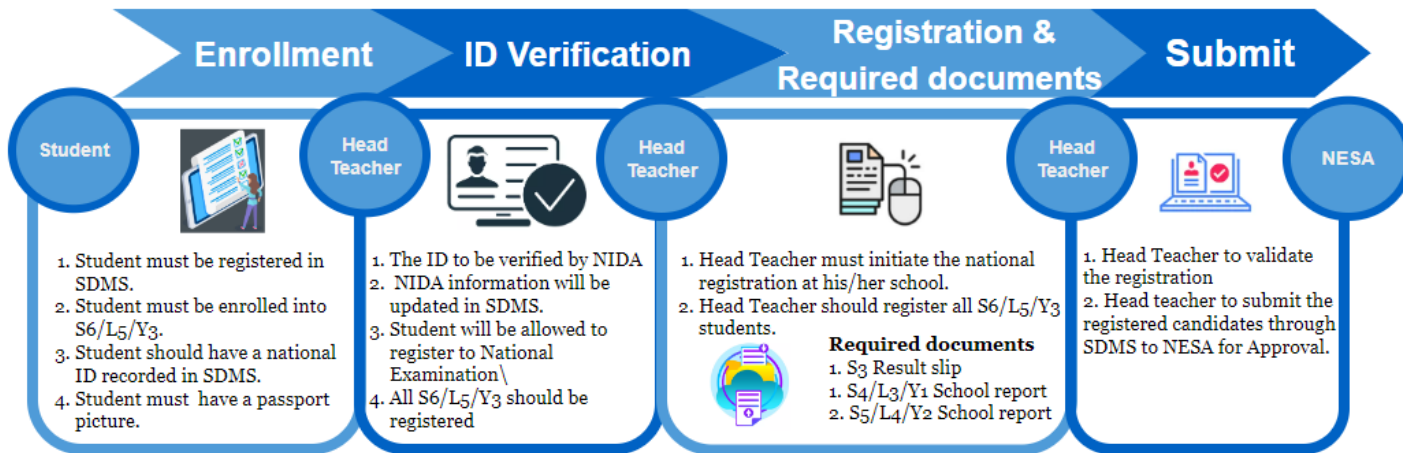 Enrollment
ID Verification
Registration &
Required documents
Submit
Student
Head
Teacher
Head
Teacher
Head
Teacher
NESA
1. Student must be registered in
SDMS.
2. Student must be enrolled into
S6/L5/Y3.
3. Student should have a national
ID recorded in SDMS.
4. Student must have a passport
picture.
1. The ID to be verified by NIDA
2. NIDA information will be
updated in SDMS.
3. Student will be allowed to
register to National
Examination\
4. All S6/L5/Y3 should be
registered
1. Head Teacher must initiate the national
registration at his/her school.
2. Head Teacher should register all S6/L5/Y3
students.
Required documents
1. S3 Result slip
1. S4/L3/Y1 School report
2. S5/L4/Y2 School report
1. Head Teacher to validate
the registration
2. Head teacher to submit the
registered candidates through
SDMS to NESA for Approval.